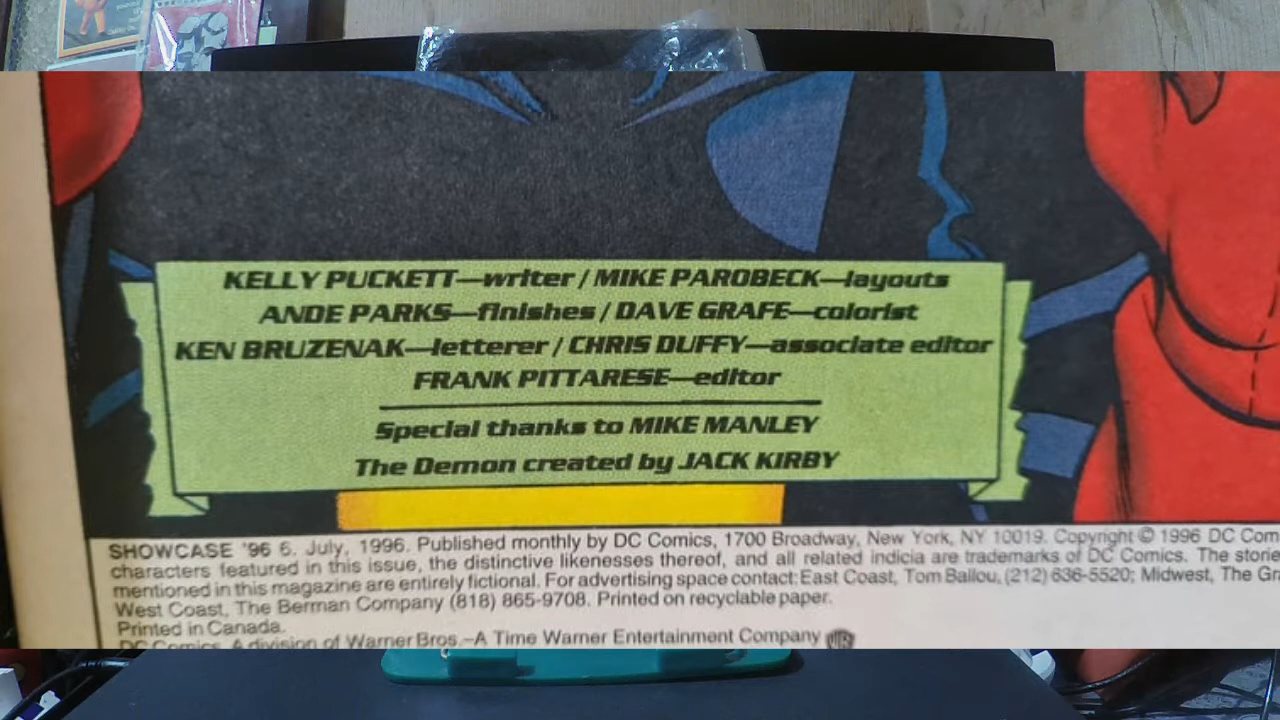 KELLY PUCKETT—writer / MIKE PAROBECK—layouts
ANDE PARKS—finishes / DAVE GRAFE—colorist
KEN BRUZENAK—letterer / CHRIS DUFFY—associate editor
FRANK PITTARESE—editor
Special thanks to MIKE MANLEY
The Demon created by JACK KIRBY
SHOWCASE '96 6. July, 1996. Published monthly by DC Comics, 1700 Broadway, New York, NY 10019. Copyright © 1996 DC Com
characters featured in this issue, the distinctive likenesses thereof, and all related indicia are trademarks of DC Comics. The storie
mentioned in this magazine are entirely fictional. For advertising space contact: East Coast, Tom Ballou, (212) 636-5520; Midwest, The Gr
West Coast, The Berman Company (818) 865-9708. Printed on recyclable paper.
Printed in Canada.
DC Comics. A division of Warner Bros.–A Time Warner Entertainment Company